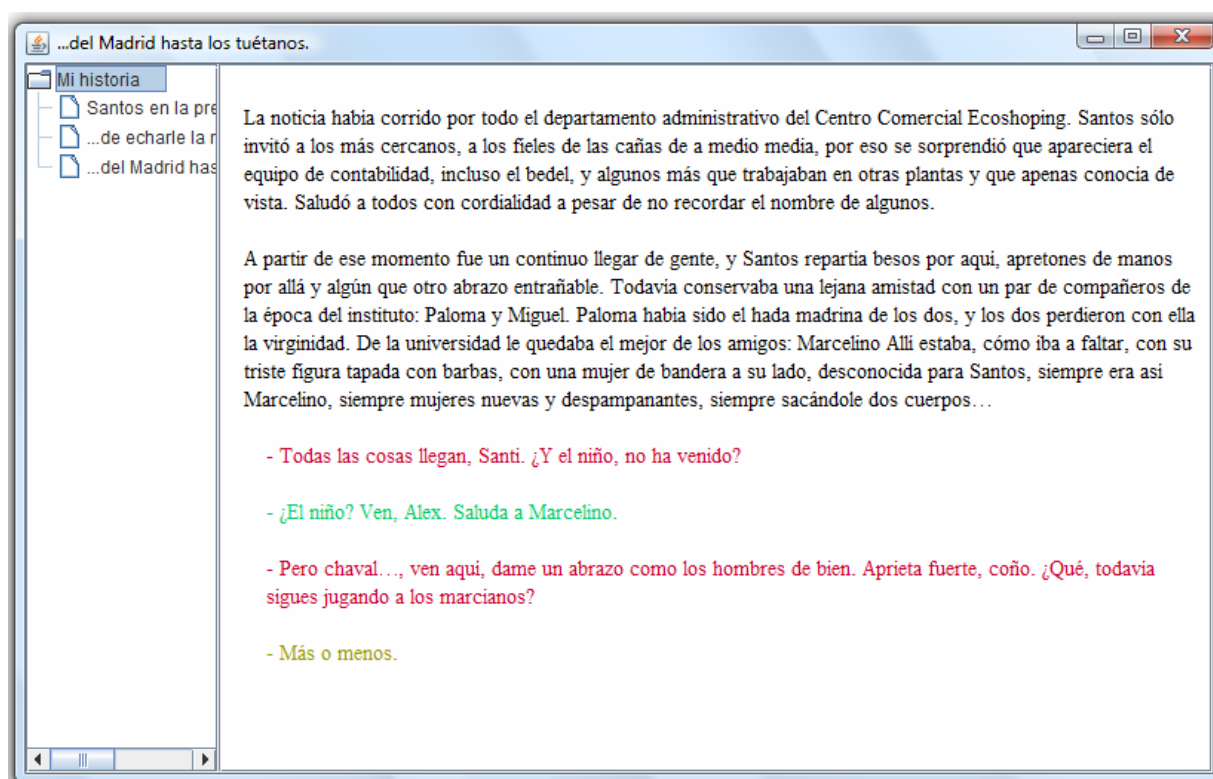 ...del Madrid hasta los tuétanos.
Mi historia
Santos en la pre
...de echarle la r
...del Madrid has
La noticia había corrido por todo el departamento administrativo del Centro Comercial Ecoshoping. Santos sólo
invitó a los más cercanos, a los fieles de las cañas de a medio media, por eso se sorprendió que apareciera el
equipo de contabilidad, incluso el bedel, y algunos más que trabajaban en otras plantas y que apenas conocía de
vista. Saludó a todos con cordialidad a pesar de no recordar el nombre de algunos.
A partir de ese momento fue un continuo llegar de gente, y Santos repartía besos por aquí, apretones de manos
por allá y algún que otro abrazo entrañable. Todavía conservaba una lejana amistad con un par de compañeros de
la época del instituto: Paloma y Miguel. Paloma había sido el hada madrina de los dos, y los dos perdieron con ella
la virginidad. De la universidad le quedaba el mejor de los amigos: Marcelino Allí estaba, cómo iba a faltar, con su
triste figura tapada con barbas, con una mujer de bandera a su lado, desconocida para Santos, siempre era así
Marcelino, siempre mujeres nuevas y despampanantes, siempre sacándole dos cuerpos…
- Todas las cosas llegan, Santi. ¿Y el niño, no ha venido?
- ¿El niño? Ven, Alex. Saluda a Marcelino.
- Pero chaval…, ven aquí, dame un abrazo como los hombres de bien. Aprieta fuerte, coño. ¿Qué, todavía
sigues jugando a los marcianos?
- Más o menos.